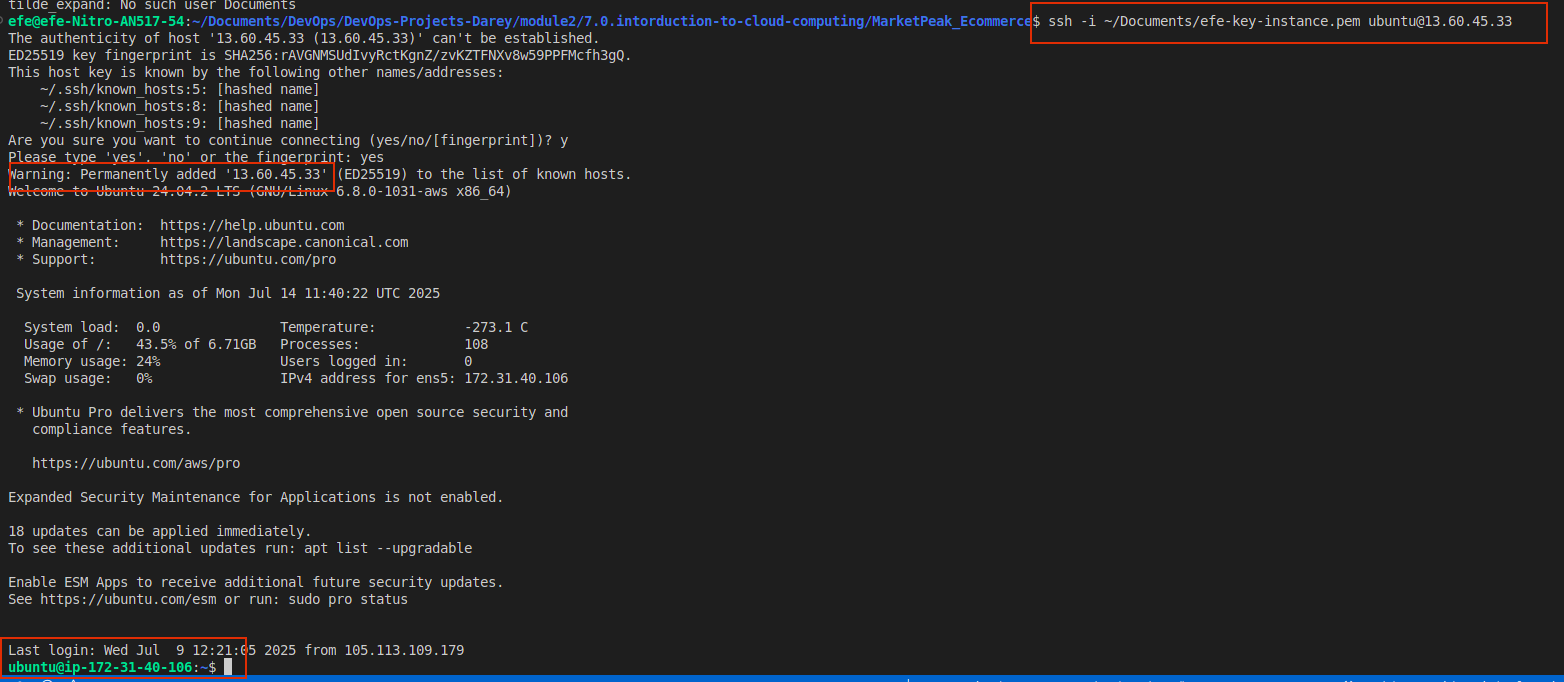 tilde_expand: No such user Documents
efe@efe-Nitro-AN517-54:~/Documents/DevOps/DevOps-Projects-Darey/module2/7.0.intorduction-to-cloud-computing/MarketPeak_Ecommerce$ ssh -i ~/Documents/efe-key-instance.pem ubuntu@13.60.45.33
The authenticity of host '13.60.45.33 (13.60.45.33)' can't be established.
ED25519 key fingerprint is SHA256:rAVGNMSUdIvyRctKgnZ/zvKZTFNXv8w59PPFMcfh3gQ.
This host key is known by the following other names/addresses:
    ~/.ssh/known_hosts:5: [hashed name]
    ~/.ssh/known_hosts:8: [hashed name]
    ~/.ssh/known_hosts:9: [hashed name]
Are you sure you want to continue connecting (yes/no/[fingerprint])? y
Please type 'yes', 'no' or the fingerprint: yes
Warning: Permanently added '13.60.45.33' (ED25519) to the list of known hosts.
Welcome to Ubuntu 24.04.2 LTS (GNU/Linux 6.8.0-1031-aws x86_64)

 * Documentation:  https://help.ubuntu.com
 * Management:     https://landscape.canonical.com
 * Support:        https://ubuntu.com/pro

 System information as of Mon Jul 14 11:40:22 UTC 2025

  System load:  0.0               Temperature:           -273.1 C
  Usage of /:   43.5% of 6.71GB   Processes:             108
  Memory usage: 24%               Users logged in:       0
  Swap usage:   0%                IPv4 address for ens5: 172.31.40.106

 * Ubuntu Pro delivers the most comprehensive open source security and
   compliance features.

   https://ubuntu.com/aws/pro

Expanded Security Maintenance for Applications is not enabled.

18 updates can be applied immediately.
To see these additional updates run: apt list --upgradable

Enable ESM Apps to receive additional future security updates.
See https://ubuntu.com/esm or run: sudo pro status

Last login: Wed Jul  9 12:21:05 2025 from 105.113.109.179
ubuntu@ip-172-31-40-106:~$